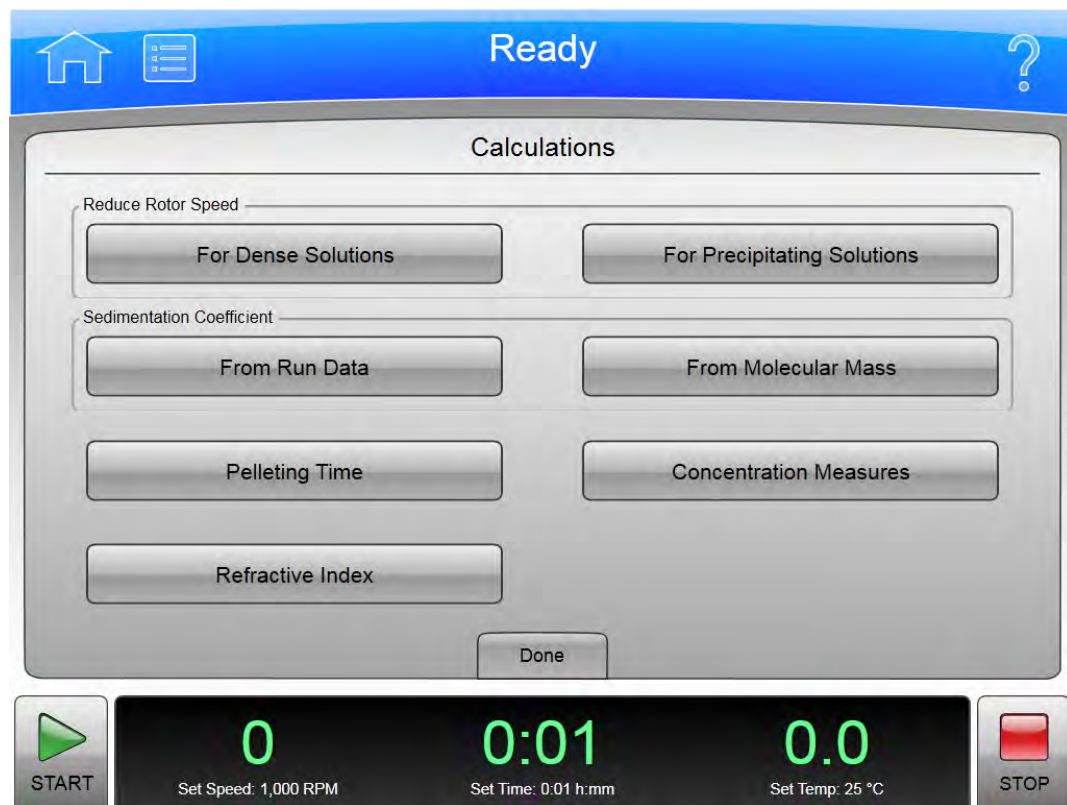 Ready
Calculations
Reduce Rotor Speed
For Dense Solutions
For Precipitating Solutions
Sedimentation Coefficient
From Run Data
From Molecular Mass
Pelleting Time
Concentration Measures
Refractive Index
Done
START
0
Set Speed: 1,000 RPM
0:01
Set Time: 0:01 h:mm
0.0
Set Temp: 25 °C
STOP